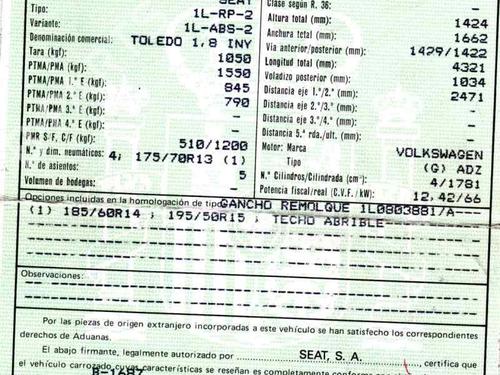 SEAT
Tipo: 1L-RP-2
Variante: 1L-ABS-2
Denominación comercial: TOLEDO 1,8 INY
Tara (kgf): 1050
PTMA/PMA (kgf): 1550
PTMA/PMA 1.º E (kgf): 845
PTMA/PMA 2.º E (kgf): 790
PTMA/PMA 3.º E (kgf): —
PTMA/PMA 4.º E (kgf): —
PMR S/F, C/F (kgf): 510/1200
N.º y dim. neumáticos: 4; 175/70R13 (1)
N.º de asientos: 5
Volumen de bodegas: —
Clase según R. 36: —
Altura total (mm): 1424
Anchura total (mm): 1662
Vía anterior/posterior (mm): 1429/1422
Longitud total (mm): 4321
Voladizo posterior (mm): 1034
Distancia eje 1.º/2.º (mm): 2471
Distancia eje 2.º/3.º (mm): —
Distancia eje 3.º/4.º (mm): —
Distancia 5.ª rda./ult. (mm): —
Motor: Marca VOLKSWAGEN
Tipo (G) ADZ
N.º Cilindros/Cilindrada (cm³): 4/1781
Potencia fiscal/real (C.V.F. / kW): 12,42/66
Opciones incluidas en la homologación de tipo: GANCHO REMOLQUE 1L0803881/A---
(1) 185/60R14 ; 195/50R15 ; TECHO ABRIBLE---
Observaciones:
Por las piezas de origen extranjero incorporadas a este vehículo se han satisfecho los correspondientes
derechos de Aduanas.
El abajo firmante, legalmente autorizado por SEAT, S. A. , certifica que
el vehículo carrozado cuyas características se reseñan es completamente conforme
B-1687